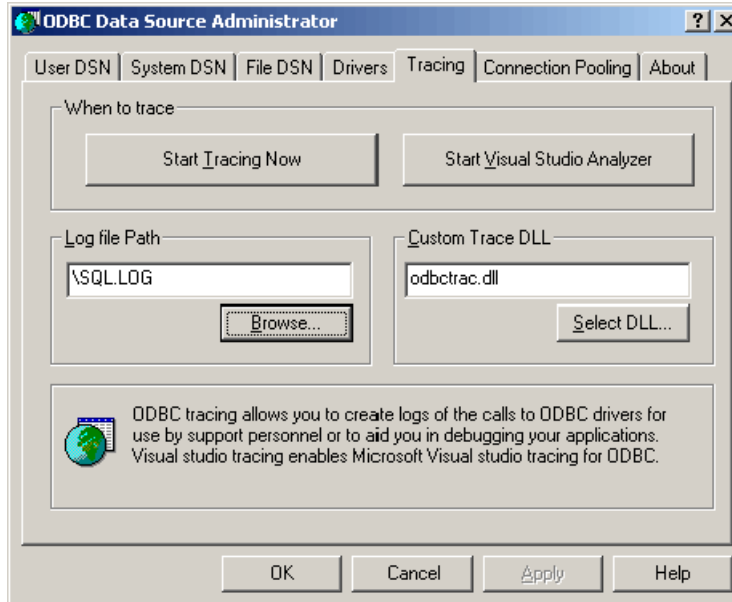 ODBC Data Source Administrator
User DSN System DSN File DSN Drivers Tracing Connection Pooling About
When to trace
Start Tracing Now Start Visual Studio Analyzer
Log file Path Custom Trace DLL
\SQL.LOG odbctrac.dll
Browse... Select DLL...
ODBC tracing allows you to create logs of the calls to ODBC drivers for
use by support personnel or to aid you in debugging your applications.
Visual studio tracing enables Microsoft Visual studio tracing for ODBC.
OK Cancel Apply Help